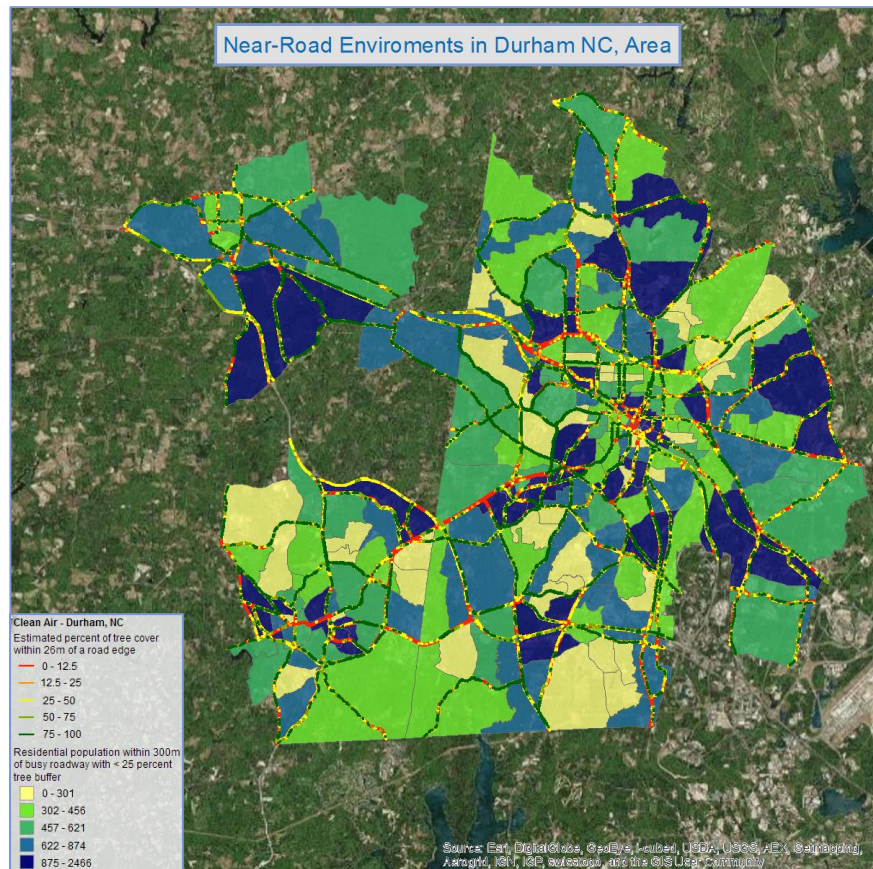 Near-Road Enviroments in Durham NC, Area
Clean Air - Durham, NC
Estimated percent of tree cover
within 26m of a road edge
0 - 12.5
12.5 - 25
25 - 50
50 - 75
75 - 100
Residential population within 300m
of busy roadway with < 25 percent
tree buffer
0 - 301
302 - 456
457 - 621
622 - 874
875 - 2466
Source: Esri, DigitalGlobe, GeoEye, i-cubed, USDA, USGS, AEX, Getmapping,
Aerogrid, IGN, IGP, swisstopo, and the GIS User Community